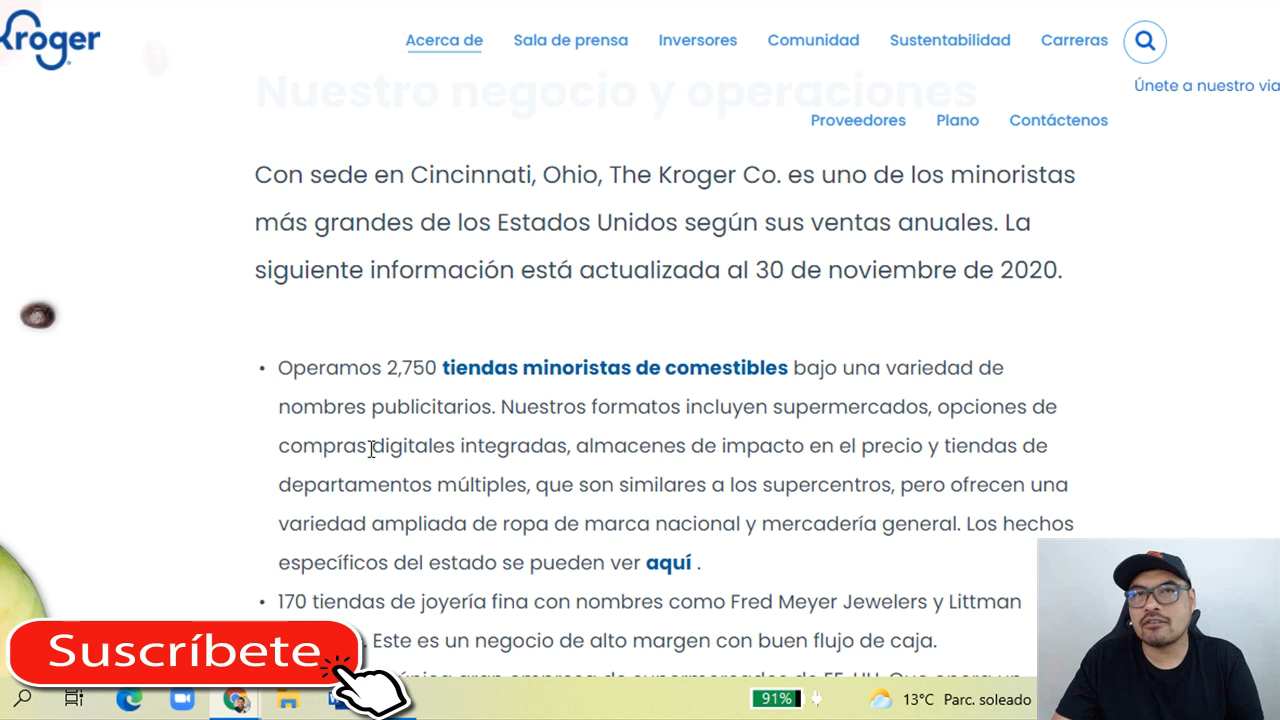 Kroger
Acerca de Sala de prensa Inversores Comunidad Sustentabilidad Carreras
Únete a nuestro via
Nuestro negocio y operaciones
Proveedores Plano Contáctenos
Con sede en Cincinnati, Ohio, The Kroger Co. es uno de los minoristas
más grandes de los Estados Unidos según sus ventas anuales. La
siguiente información está actualizada al 30 de noviembre de 2020.
• Operamos 2,750 tiendas minoristas de comestibles bajo una variedad de
nombres publicitarios. Nuestros formatos incluyen supermercados, opciones de
compras digitales integradas, almacenes de impacto en el precio y tiendas de
departamentos múltiples, que son similares a los supercentros, pero ofrecen una
variedad ampliada de ropa de marca nacional y mercadería general. Los hechos
específicos del estado se pueden ver aquí .
• 170 tiendas de joyería fina con nombres como Fred Meyer Jewelers y Littman
Este es un negocio de alto margen con buen flujo de caja.
Suscríbete
91% 13°C Parc. soleado